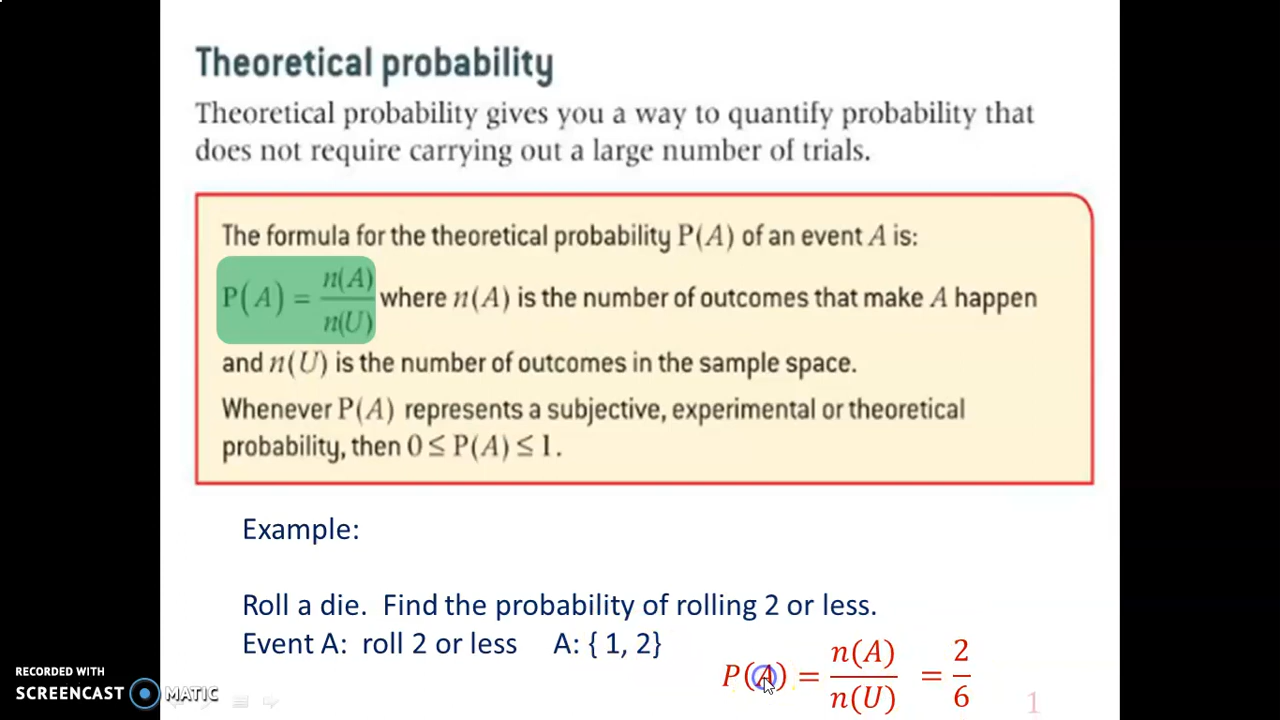 Theoretical probability
Theoretical probability gives you a way to quantify probability that
does not require carrying out a large number of trials.
The formula for the theoretical probability P(A) of an event A is:
P(A) = n(A)/n(U) where n(A) is the number of outcomes that make A happen
and n(U) is the number of outcomes in the sample space.
Whenever P(A) represents a subjective, experimental or theoretical
probability, then 0 ≤ P(A) ≤ 1.
Example:
Roll a die. Find the probability of rolling 2 or less.
Event A: roll 2 or less A: { 1, 2}
P(A) = n(A)/n(U) = 2/6
1
RECORDED WITH
SCREENCAST MATIC